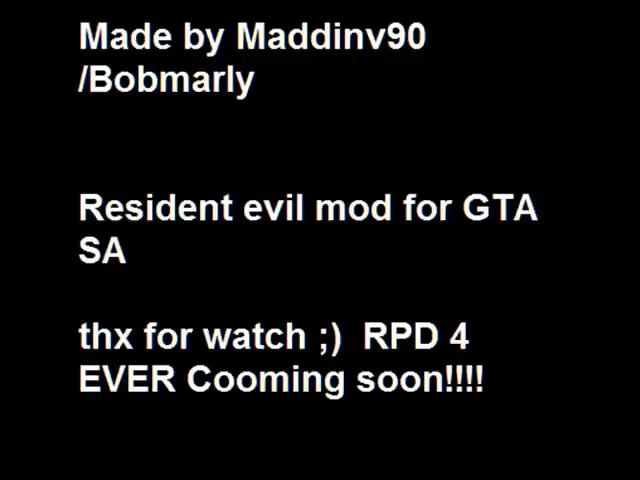 Made by Maddinv90
/Bobmarly
Resident evil mod for GTA
SA
thx for watch ;)  RPD 4
EVER Cooming soon!!!!